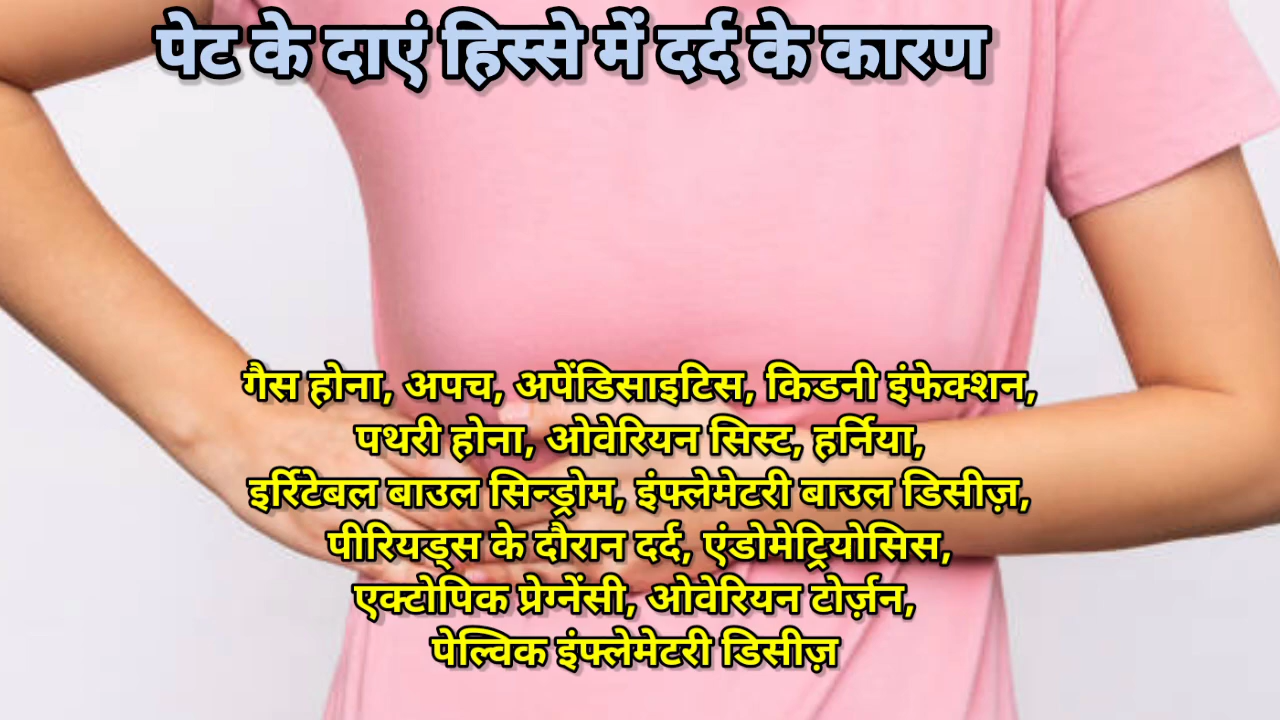 पेट के दाएं हिस्से में दर्द के कारण
गैस होना, अपच, अपेंडिसाइटिस, किडनी इंफेक्शन,
पथरी होना, ओवेरियन सिस्ट, हर्निया,
इर्रिटेबल बाउल सिन्ड्रोम, इंफ्लेमेटरी बाउल डिसीज़,
पीरियड्स के दौरान दर्द, एंडोमेट्रियोसिस,
एक्टोपिक प्रेग्नेंसी, ओवेरियन टोर्ज़न,
पेल्विक इंफ्लेमेटरी डिसीज़